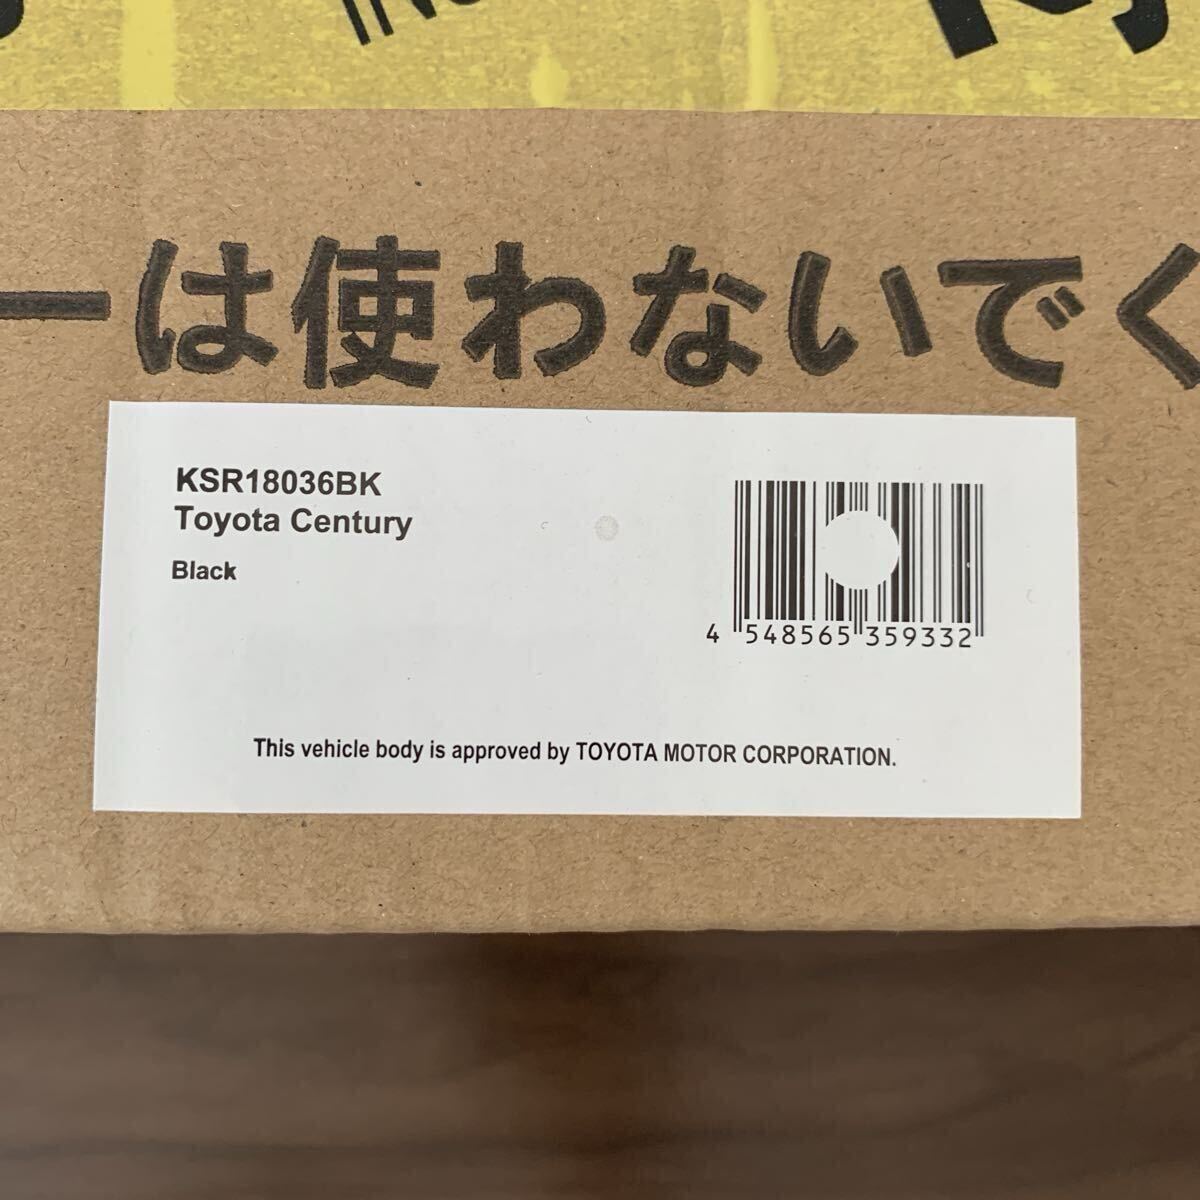 ーは使わないでく
KSR18036BK
Toyota Century
Black
4 548565 359332
This vehicle body is approved by TOYOTA MOTOR CORPORATION.